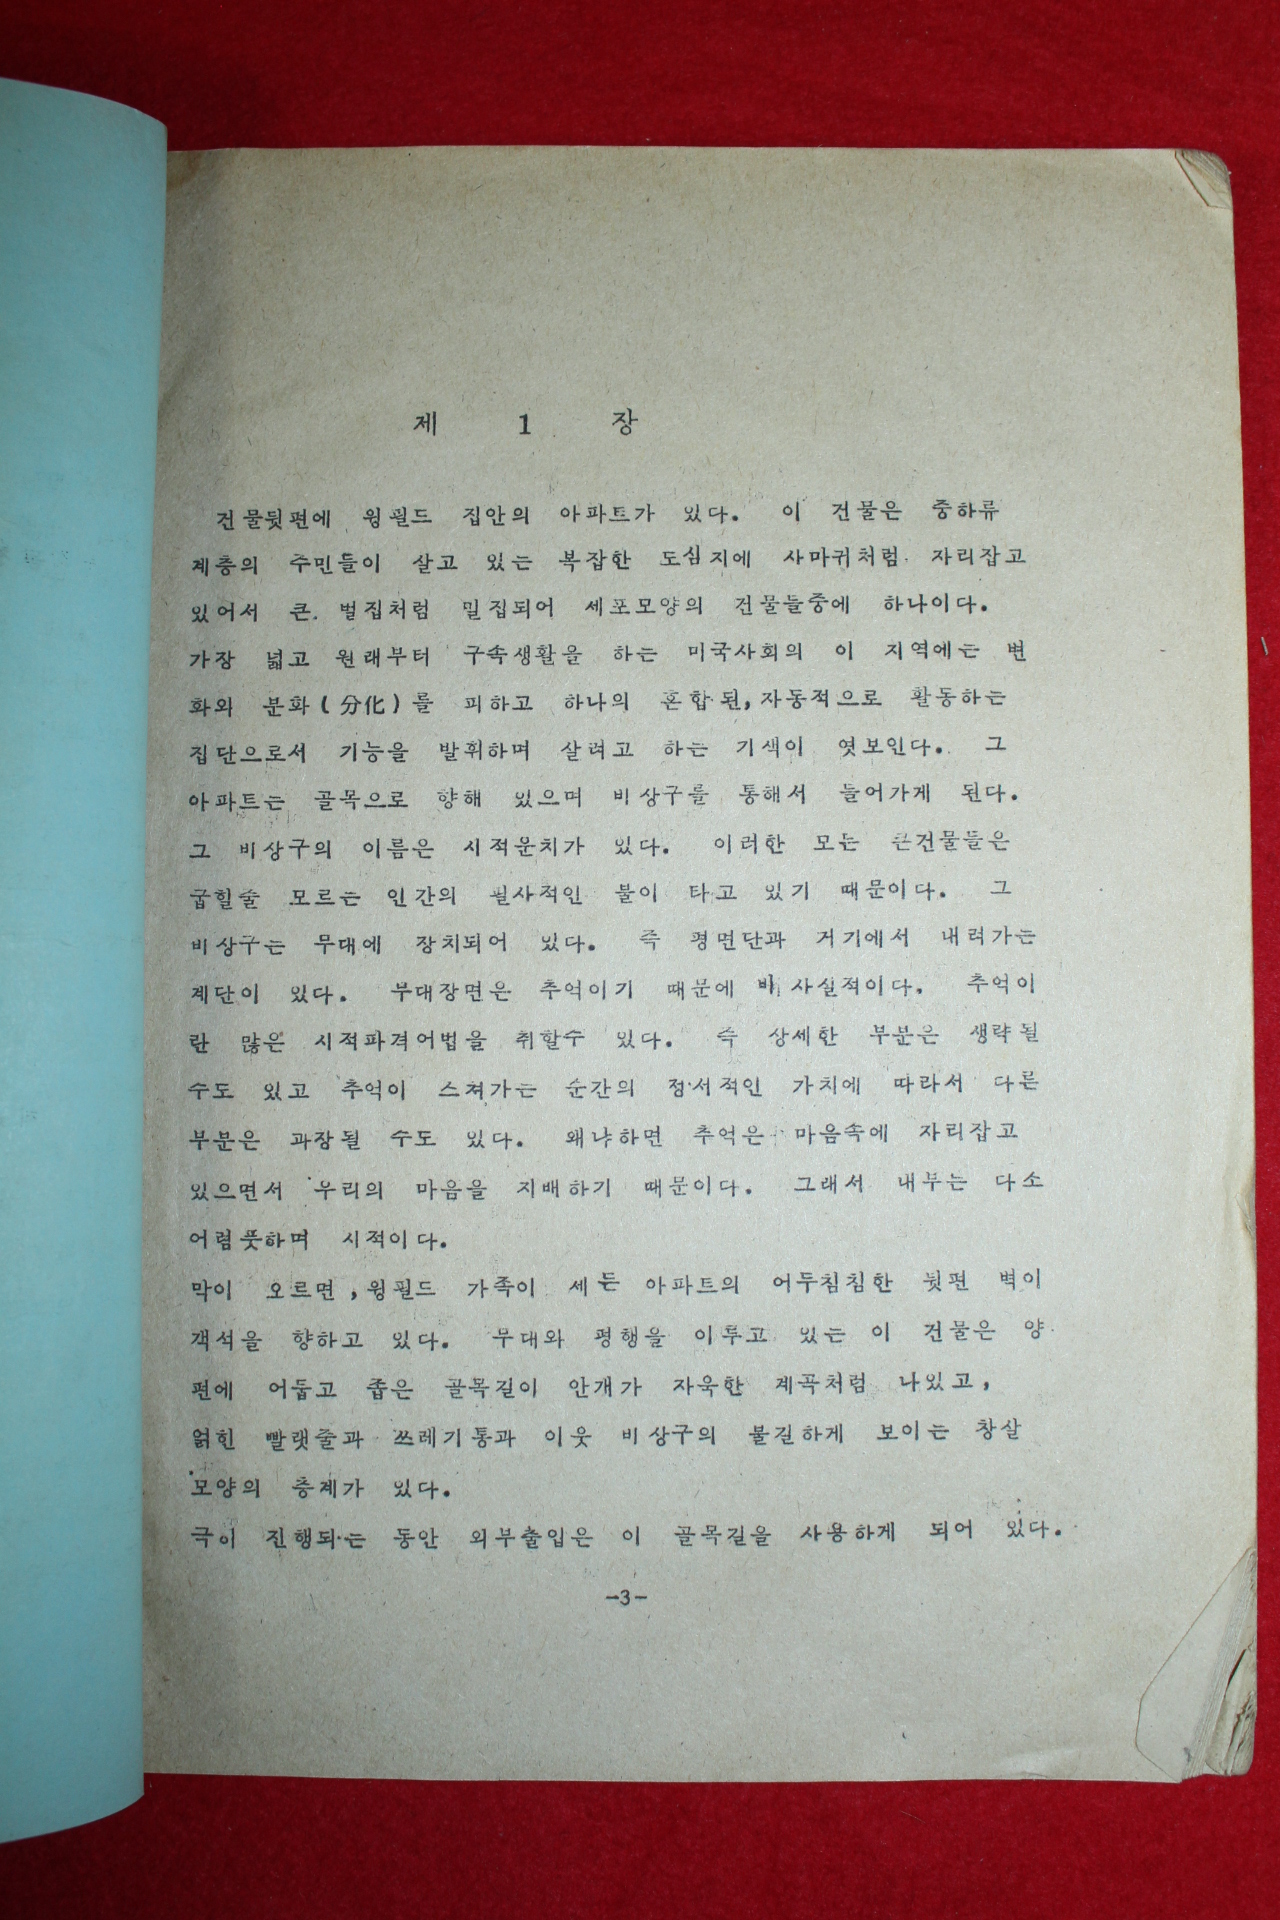 제 1 장
건물뒷편에 윙필드 집안의 아파트가 있다. 이 건물은 중하류
계층의 주민들이 살고 있는 복잡한 도심지에 사마귀처럼 자리잡고
있어서 큰 벌집처럼 밀집되어 세포모양의 건물들중에 하나이다.
가장 넓고 원래부터 구속생활을 하는 미국사회의 이 지역에는 변
화와 분화(分化)를 피하고 하나의 혼합된, 자동적으로 활동하는
집단으로서 기능을 발휘하며 살려고 하는 기색이 엿보인다. 그
아파트는 골목으로 향해 있으며 비상구를 통해서 들어가게 된다.
그 비상구의 이름은 시적운치가 있다. 이러한 모든 큰건물들은
굽힐술 모르는 인간의 필사적인 불이 타고 있기 때문이다. 그
비상구는 무대에 장치되어 있다. 즉 평면단과 거기에서 내려가는
계단이 있다. 무대장면은 추억이기 때문에 비사실적이다. 추억이
란 많은 시적파격어법을 취할수 있다. 즉 상세한 부분은 생략될
수도 있고 추억이 스쳐가는 순간의 정서적인 가치에 따라서 다른
부분은 과장될 수도 있다. 왜냐하면 추억은 마음속에 자리잡고
있으면서 우리의 마음을 지배하기 때문이다. 그래서 내부는 다소
어렴풋하며 시적이다.
막이 오르면, 윙필드 가족이 세든 아파트의 어두침침한 뒷편 벽이
객석을 향하고 있다. 무대와 평행을 이루고 있는 이 건물은 양
편에 어둡고 좁은 골목길이 안개가 자욱한 계곡처럼 나있고,
얽힌 빨랫줄과 쓰레기통과 이웃 비상구의 불길하게 보이는 창살
모양의 층계가 있다.
극이 진행되는 동안 외부출입은 이 골목길을 사용하게 되어 있다.
-3-